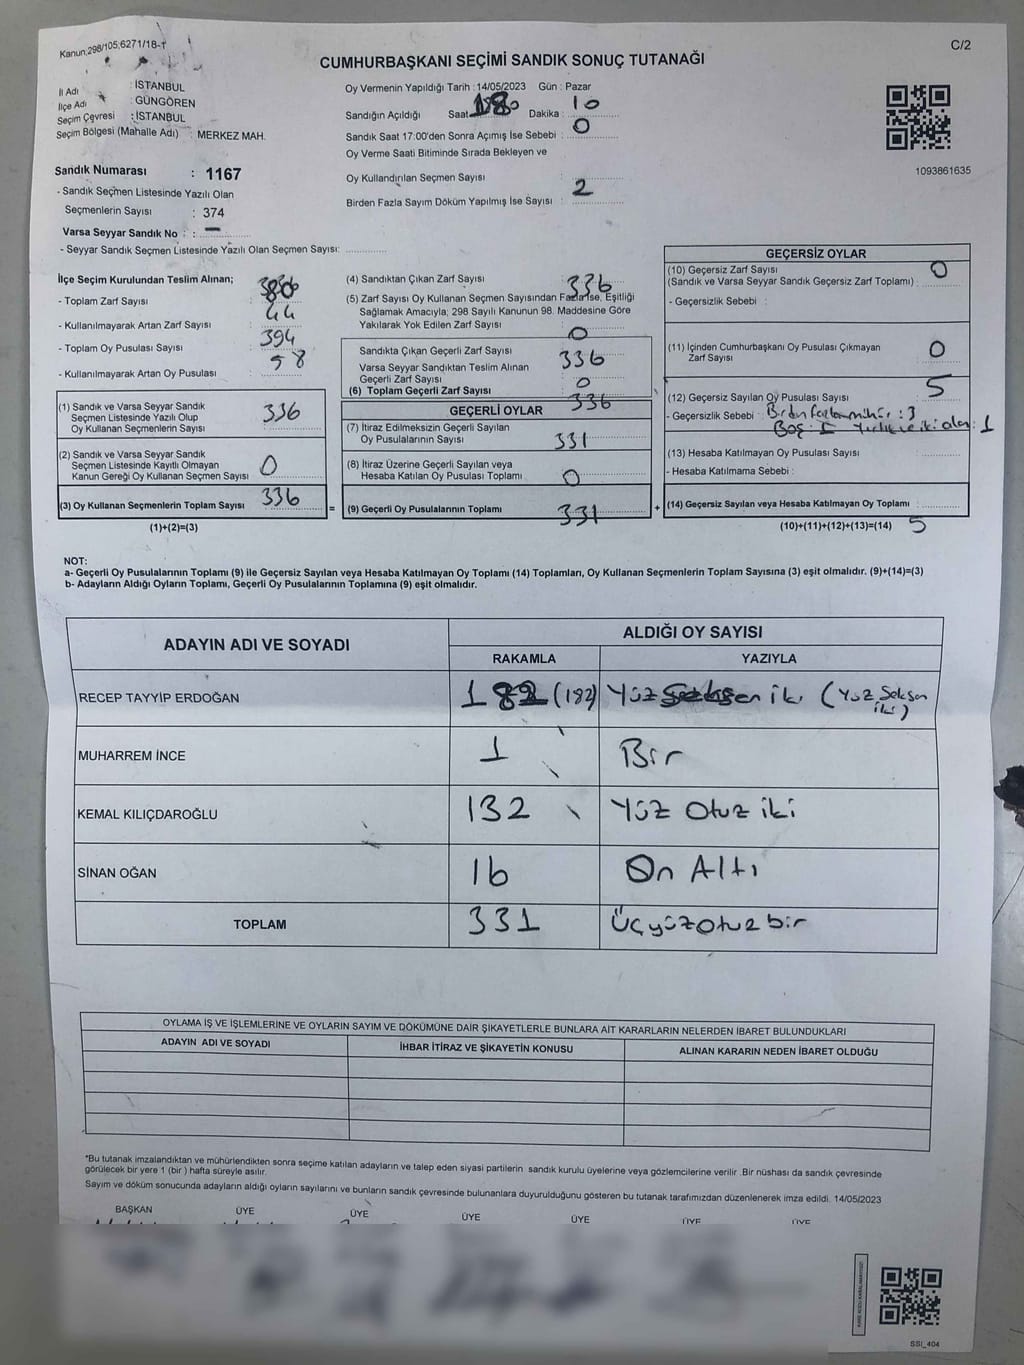 Kanun,298/105,6271/18-1
C/2
CUMHURBAŞKANI SEÇİMİ SANDIK SONUÇ TUTANAĞI
İl Adı : İSTANBUL
İlçe Adı : GÜNGÖREN
Seçim Çevresi : İSTANBUL
Seçim Bölgesi (Mahalle Adı) : MERKEZ MAH.
Sandık Numarası : 1167
- Sandık Seçmen Listesinde Yazılı Olan
Seçmenlerin Sayısı : 374
Varsa Seyyar Sandık No : : —
- Seyyar Sandık Seçmen Listesinde Yazılı Olan Seçmen Sayısı:
Oy Vermenin Yapıldığı Tarih : 14/05/2023 Gün : Pazar
Sandığın Açıldığı Saat Dakika : 10
Sandık Saat 17:00'den Sonra Açımış İse Sebebi : 0
Oy Verme Saati Bitiminde Sırada Bekleyen ve
Oy Kullandırılan Seçmen Sayısı :
Birden Fazla Sayım Döküm Yapılmış İse Sayısı : 2
1093861635
İlçe Seçim Kurulundan Teslim Alınan;
- Toplam Zarf Sayısı
- Kullanılmayarak Artan Zarf Sayısı 44
- Toplam Oy Pusulası Sayısı 394
- Kullanılmayarak Artan Oy Pusulası 58
(1) Sandık ve Varsa Seyyar Sandık
Seçmen Listesinde Yazılı Olup
Oy Kullanan Seçmenlerin Sayısı 336
(2) Sandık ve Varsa Seyyar Sandık
Seçmen Listesinde Kayıtlı Olmayan
Kanun Gereği Oy Kullanan Seçmen Sayısı 0
(3) Oy Kullanan Seçmenlerin Toplam Sayısı 336
(1)+(2)=(3)
=
(4) Sandıktan Çıkan Zarf Sayısı 336
(5) Zarf Sayısı Oy Kullanan Seçmen Sayısından Fazla İse, Eşitliği
Sağlamak Amacıyla; 298 Sayılı Kanunun 98. Maddesine Göre
Yakılarak Yok Edilen Zarf Sayısı 0
Sandıkta Çıkan Geçerli Zarf Sayısı 336
Varsa Seyyar Sandıktan Teslim Alınan
Geçerli Zarf Sayısı 0
(6) Toplam Geçerli Zarf Sayısı 336
GEÇERLİ OYLAR
(7) İtiraz Edilmeksizin Geçerli Sayılan
Oy Pusulalarının Sayısı 331
(8) İtiraz Üzerine Geçerli Sayılan veya
Hesaba Katılan Oy Pusulası Toplamı 0
(9) Geçerli Oy Pusulalarının Toplamı 331
+
GEÇERSİZ OYLAR
(10) Geçersiz Zarf Sayısı 0
(Sandık ve Varsa Seyyar Sandık Geçersiz Zarf Toplamı)
- Geçersizlik Sebebi :
(11) İçinden Cumhurbaşkanı Oy Pusulası Çıkmayan
Zarf Sayısı 0
(12) Geçersiz Sayılan Oy Pusulası Sayısı 5
- Geçersizlik Sebebi : Birden fazla mühür : 3
Boş : 1
(13) Hesaba Katılmayan Oy Pusulası Sayısı
- Hesaba Katılmama Sebebi :
(14) Geçersiz Sayılan veya Hesaba Katılmayan Oy Toplamı
(10)+(11)+(12)+(13)=(14) 5
NOT:
a- Geçerli Oy Pusulalarının Toplamı (9) ile Geçersiz Sayılan veya Hesaba Katılmayan Oy Toplamı (14) Toplamları, Oy Kullanan Seçmenlerin Toplam Sayısına (3) eşit olmalıdır. (9)+(14)=(3)
b- Adayların Aldığı Oyların Toplamı, Geçerli Oy Pusulalarının Toplamına (9) eşit olmalıdır.
ADAYIN ADI VE SOYADI ALDIĞI OY SAYISI
RAKAMLA YAZIYLA
RECEP TAYYİP ERDOĞAN 182 (182) Yüz Seksen iki (Yüz Seksen
iki)
MUHARREM İNCE 1 Bir
KEMAL KILIÇDAROĞLU 132 Yüz Otuz iki
SİNAN OĞAN 16 On Altı
TOPLAM 331 Üçyüzotuzbir
OYLAMA İŞ VE İŞLEMLERİNE VE OYLARIN SAYIM VE DÖKÜMÜNE DAİR ŞİKAYETLERLE BUNLARA AİT KARARLARIN NELERDEN İBARET BULUNDUKLARI
ADAYIN ADI VE SOYADI İHBAR İTİRAZ VE ŞİKAYETİN KONUSU ALINAN KARARIN NEDEN İBARET OLDUĞU
*Bu tutanak imzalandıktan ve mühürlendikten sonra seçime katılan adayların ve talep eden siyasi partilerin sandık kurulu üyelerine veya gözlemcilerine verilir .Bir nüshası da sandık çevresinde
görülecek bir yere 1 (bir ) hafta süreyle asılır.
Sayım ve döküm sonucunda adayların aldığı oyların sayılarını ve bunların sandık çevresinde bulunanlara duyurulduğunu gösteren bu tutanak tarafımızdan düzenlenerek imza edildi. 14/05/2023
BAŞKAN ÜYE ÜYE ÜYE ÜYE ÜYE ÜYE
SSI_404